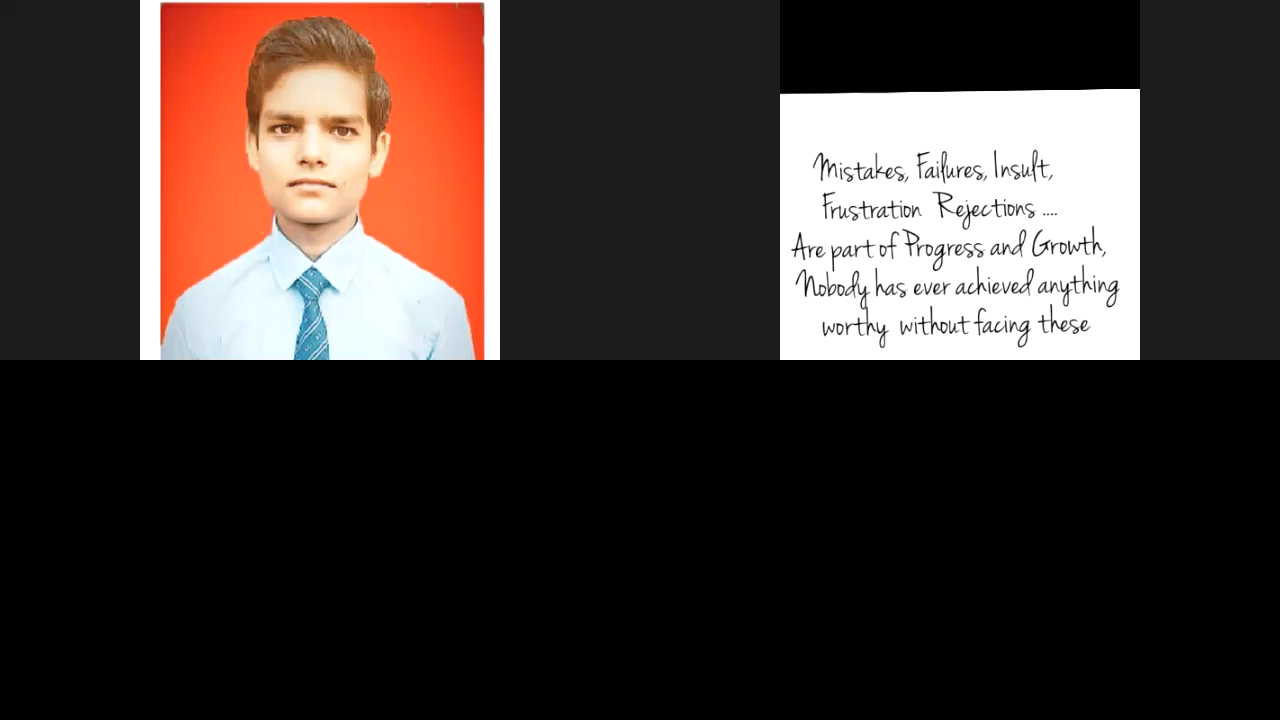 Mistakes, Failures, Insult,
Frustration Rejections ....
Are part of Progress and Growth,
Nobody has ever achieved anything
worthy without facing these